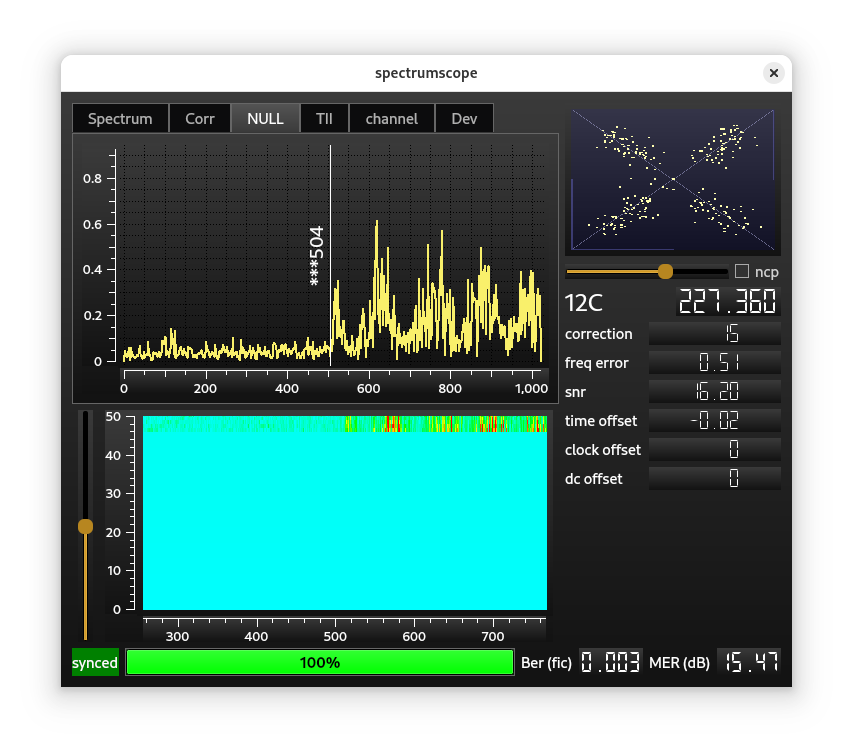 spectrumscope
Spectrum Corr NULL TII channel Dev
0.8
0.6
0.4
0.2
0
***504
0 200 400 600 800 1,000
ncp
12C 227.360
correction 15
freq error 0.51
snr 16.20
time offset -0.02
clock offset 0
dc offset 0
50
40
30
20
10
0
300 400 500 600 700
synced 100% Ber (fic) 0.003 MER (dB) 15.47